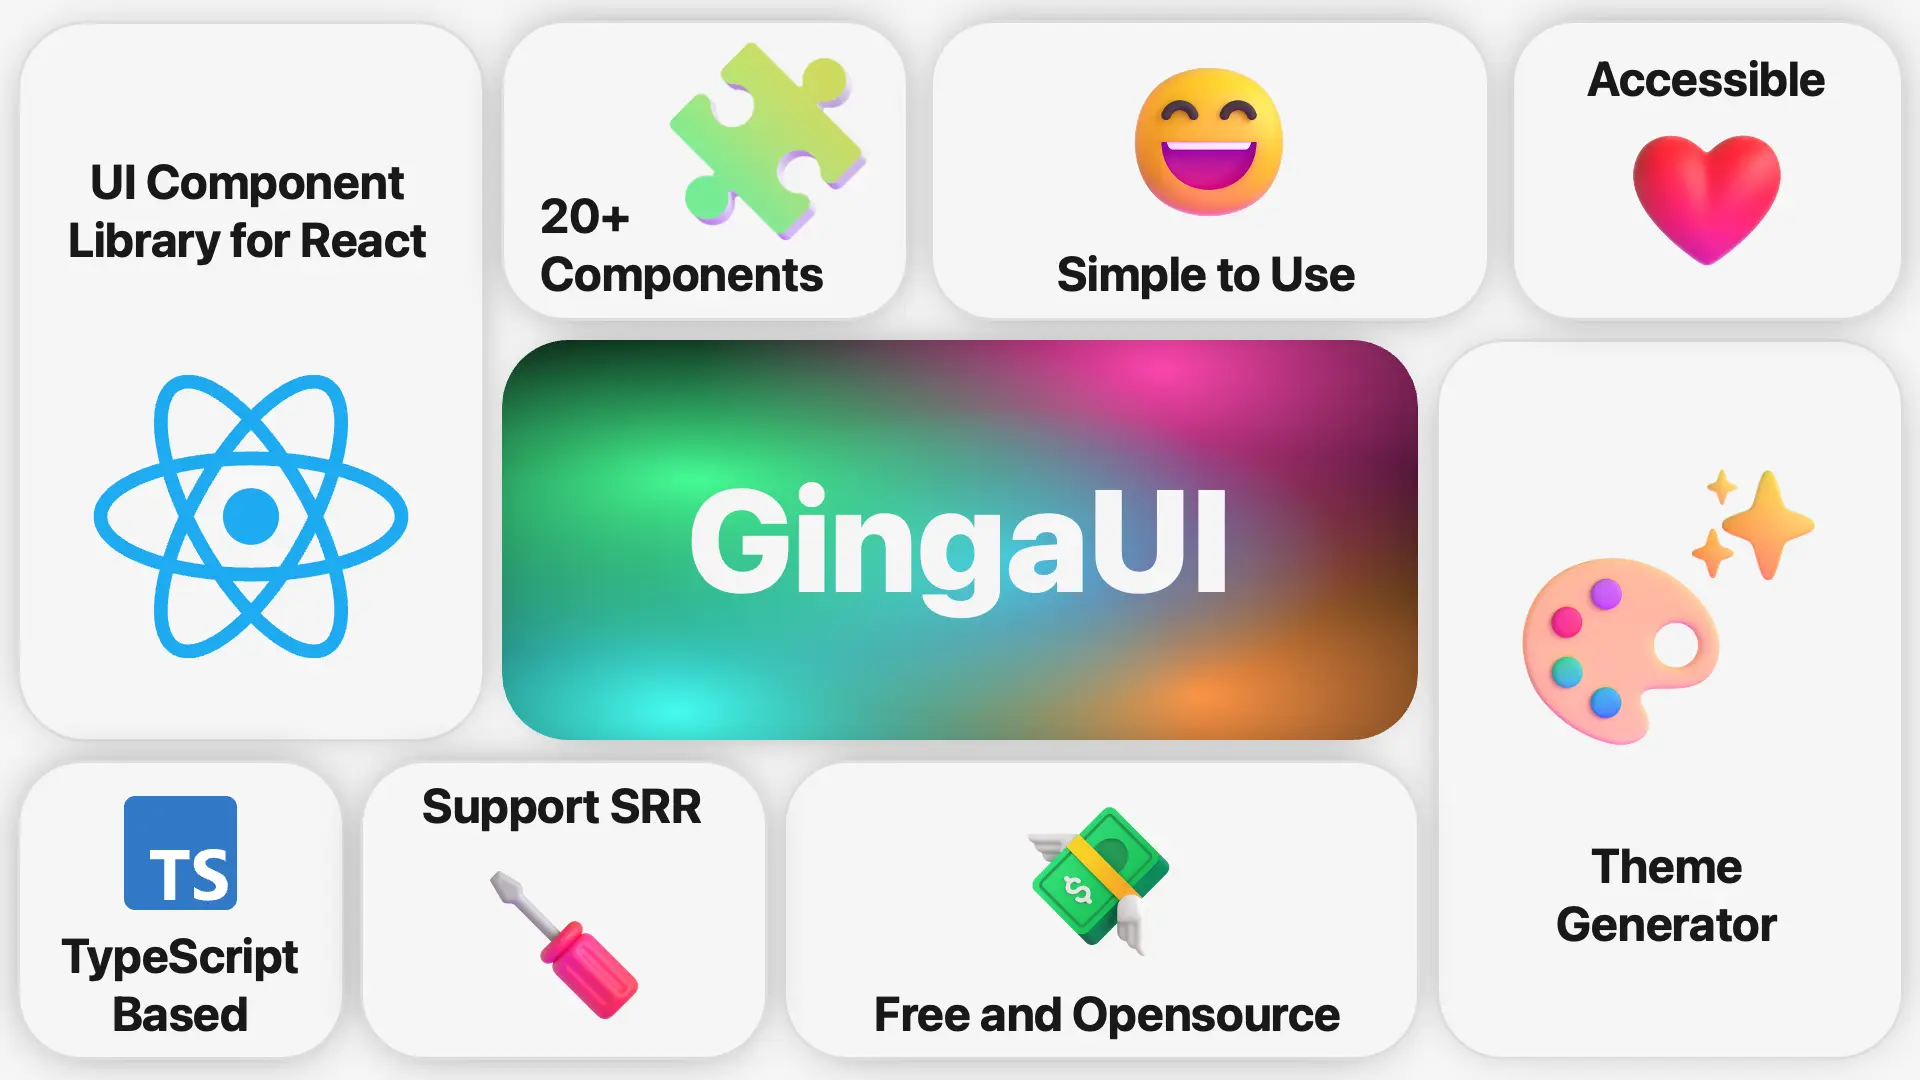 UI Component
Library for React
20+
Components
Simple to Use
Accessible
GingaUI
Theme
Generator
TS
TypeScript
Based
Support SRR
$
Free and Opensource